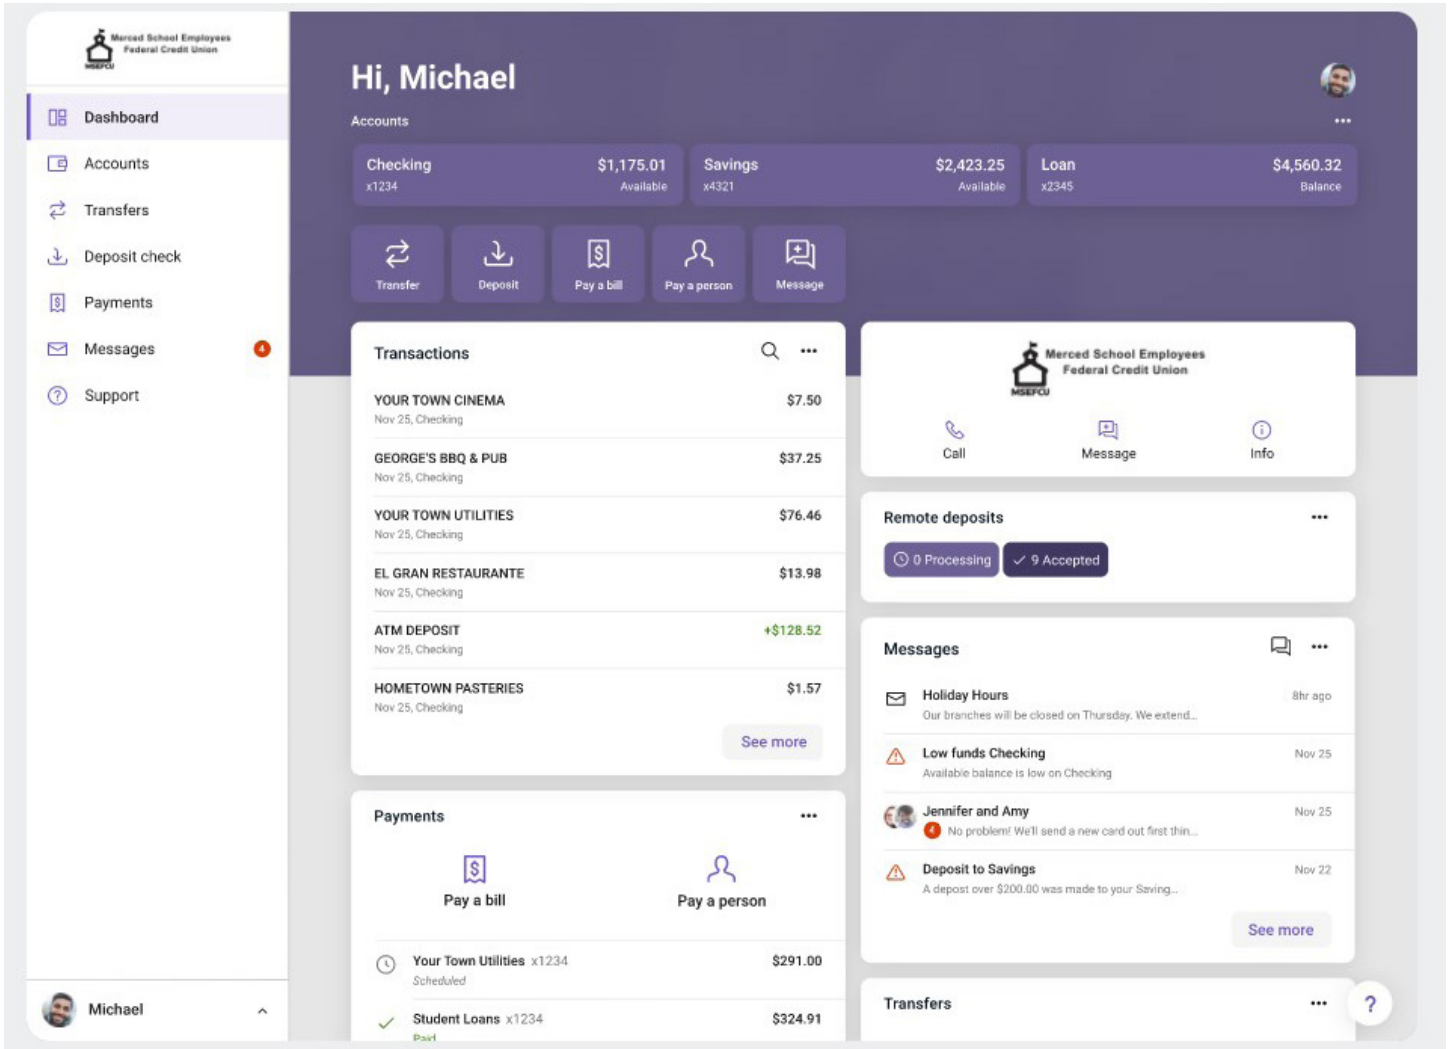 Merced School Employees
Federal Credit Union
MSEFCU
Dashboard
Accounts
Transfers
Deposit check
Payments
Messages
4
Support
Michael
Hi, Michael
Accounts
Checking $1,175.01
x1234 Available
Savings $2,423.25
x4321 Available
Loan $4,560.32
x2345 Balance
Transfer
Deposit
Pay a bill
Pay a person
Message
Transactions
YOUR TOWN CINEMA $7.50
Nov 25, Checking
GEORGE'S BBQ & PUB $37.25
Nov 25, Checking
YOUR TOWN UTILITIES $76.46
Nov 25, Checking
EL GRAN RESTAURANTE $13.98
Nov 25, Checking
ATM DEPOSIT +$128.52
Nov 25, Checking
HOMETOWN PASTERIES $1.57
Nov 25, Checking
See more
Payments
Pay a bill
Pay a person
Your Town Utilities x1234 $291.00
Scheduled
Student Loans x1234 $324.91
Paid
Merced School Employees
Federal Credit Union
MSEFCU
Call
Message
Info
Remote deposits
0 Processing
9 Accepted
Messages
Holiday Hours 8hr ago
Our branches will be closed on Thursday. We extend...
Low funds Checking Nov 25
Available balance is low on Checking
Jennifer and Amy Nov 25
4 No problem! We'll send a new card out first thin...
Deposit to Savings Nov 22
A depost over $200.00 was made to your Saving...
See more
Transfers
?